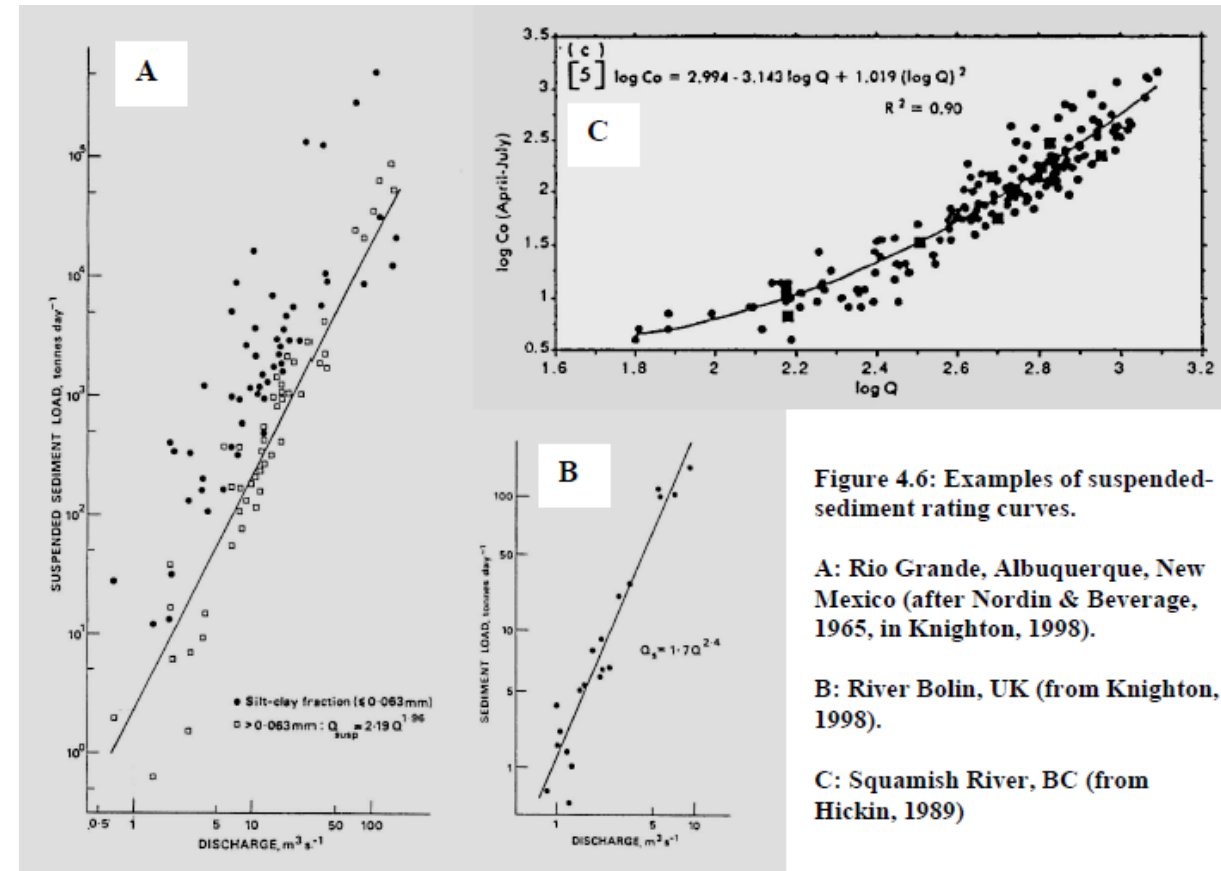 A
SUSPENDED SEDIMENT LOAD, tonnes day⁻¹
10⁵
10⁴
10³
10²
10¹
10⁰
● Silt-clay fraction (≤0·063mm)
□ >0·063mm : Q_susp = 2·19 Q^1·96
0·5 1 5 10 50 100
DISCHARGE, m³ s⁻¹
(c)
[5] log Co = 2.994 - 3.143 log Q + 1.019 (log Q)²
R² = 0.90
C
log Co (April-July)
3.5
3
2.5
2
1.5
1
0.5
1.6 1.8 2 2.2 2.4 2.6 2.8 3 3.2
log Q
B
SEDIMENT LOAD, tonnes day⁻¹
100
50
10
5
1
Qₛ = 1·7Q^2·4
1 5 10
DISCHARGE, m³ s⁻¹
Figure 4.6: Examples of suspended-
sediment rating curves.
A: Rio Grande, Albuquerque, New
Mexico (after Nordin & Beverage,
1965, in Knighton, 1998).
B: River Bolin, UK (from Knighton,
1998).
C: Squamish River, BC (from
Hickin, 1989)